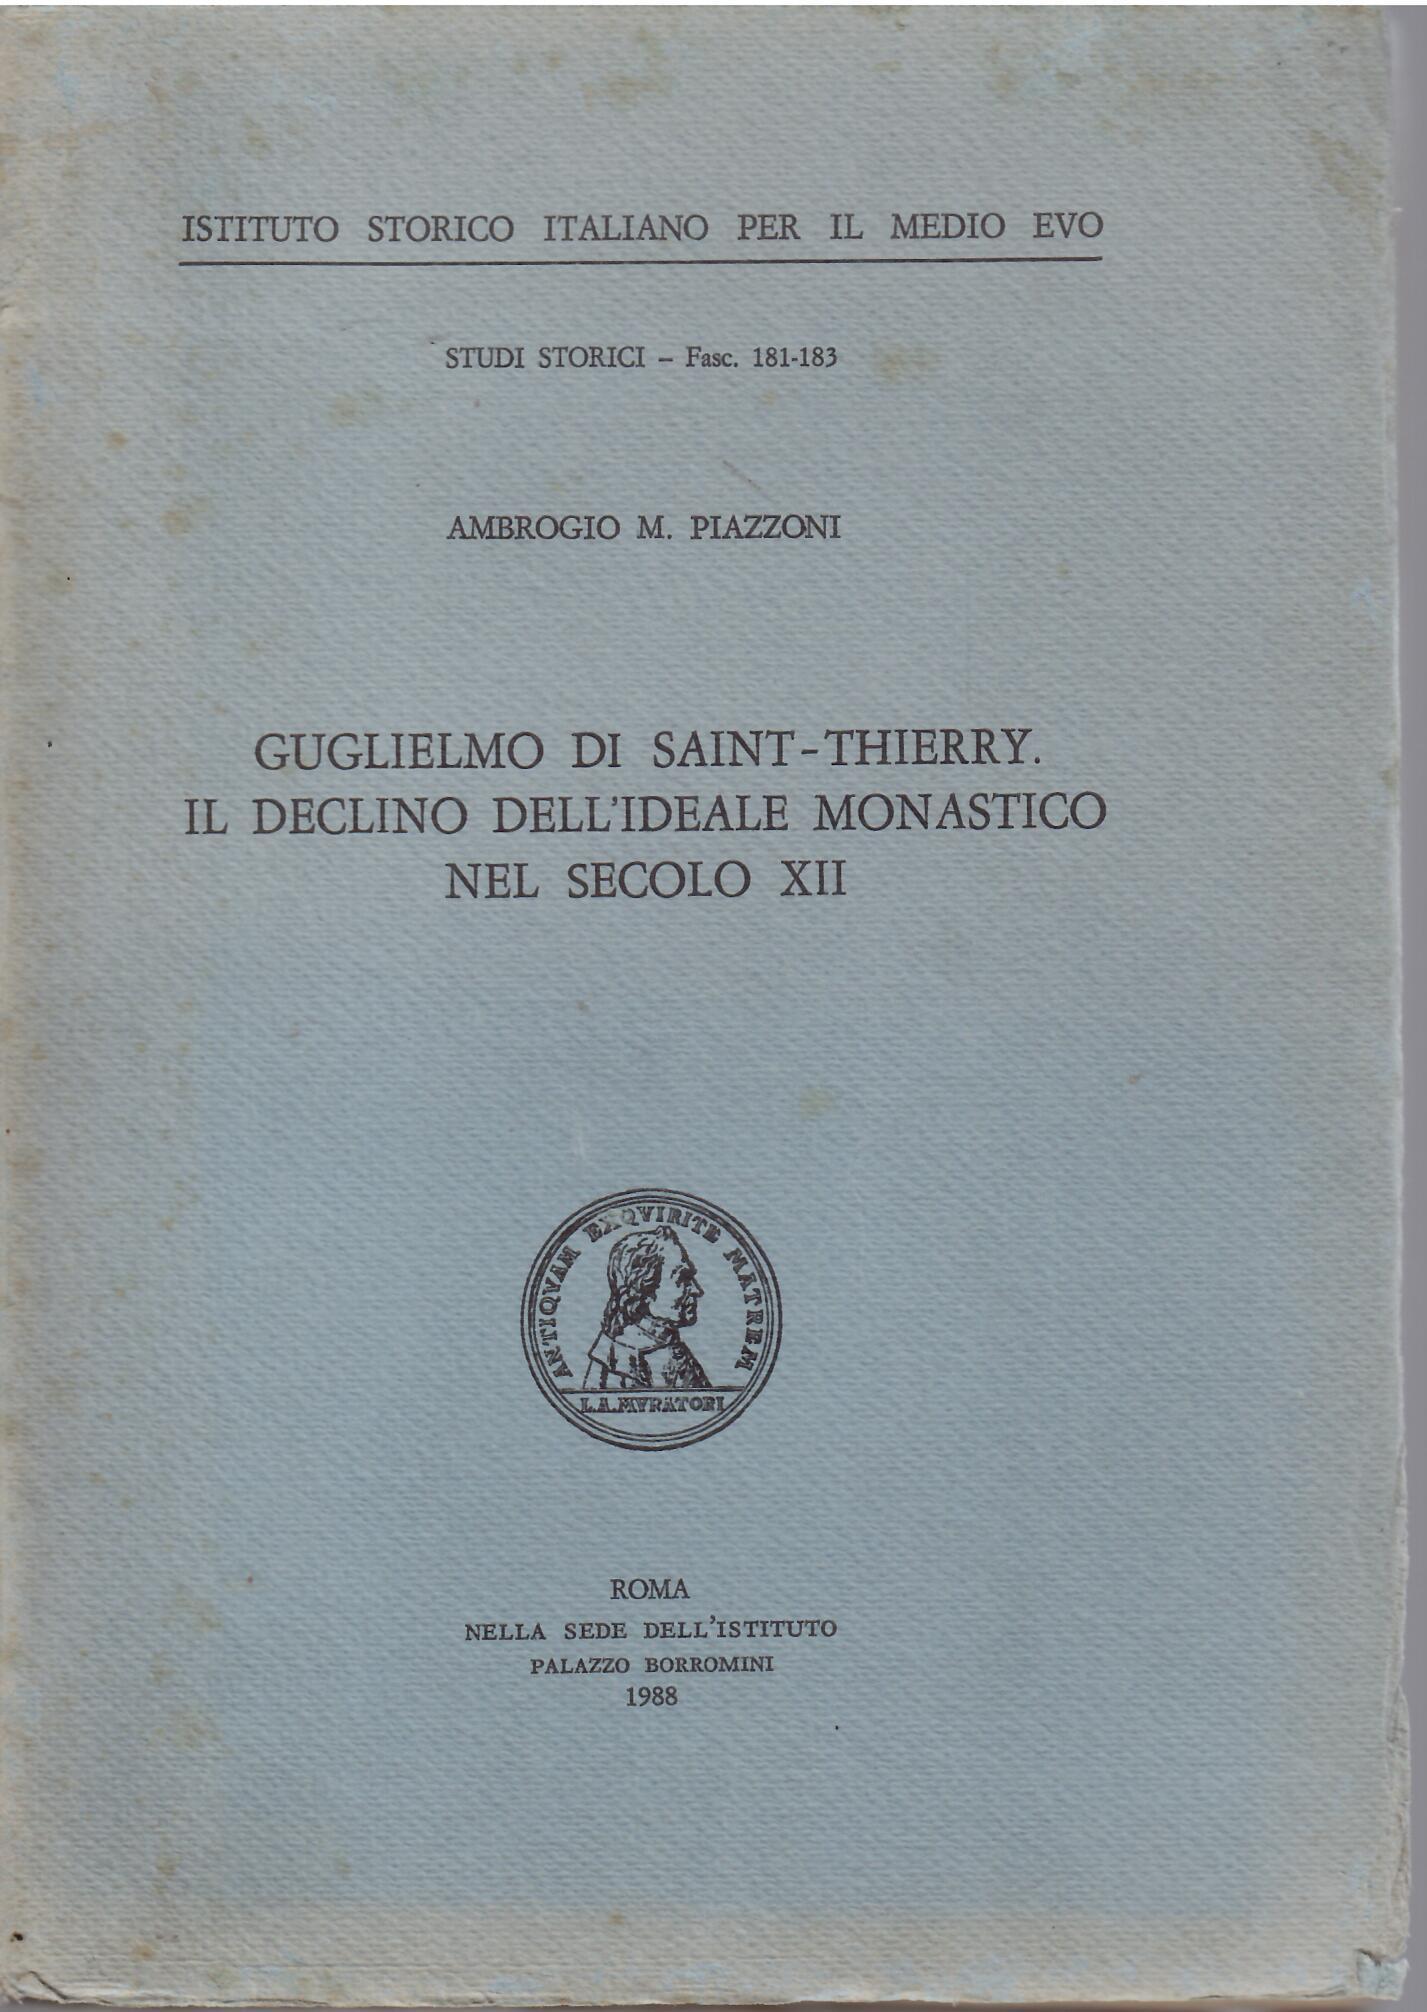 ISTITUTO STORICO ITALIANO PER IL MEDIO EVO
STUDI STORICI – Fasc. 181-183
AMBROGIO M. PIAZZONI
GUGLIELMO DI SAINT-THIERRY.
IL DECLINO DELL'IDEALE MONASTICO
NEL SECOLO XII
ANTIQVAM EXQVIRITE MATREM
L.A.MVRATORI
ROMA
NELLA SEDE DELL'ISTITUTO
PALAZZO BORROMINI
1988